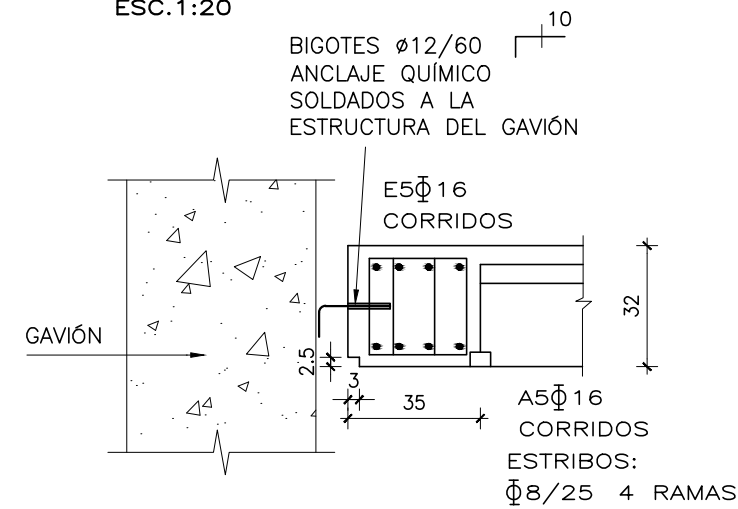 ESC.1:20
10
BIGOTES ø12/60
ANCLAJE QUÍMICO
SOLDADOS A LA
ESTRUCTURA DEL GAVIÓN
E5Φ16
CORRIDOS
GAVIÓN
32
2.5
3
35
A5Φ16
CORRIDOS
ESTRIBOS:
Φ8/25 4 RAMAS